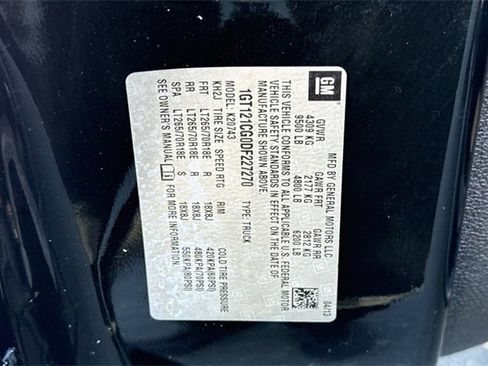 GM
MFD BY GENERAL MOTORS LLC
GVWR GAWR FRT GAWR RR
4309 KG 2177 KG 2812 KG
9500 LB 4800 LB 6200 LB
THIS VEHICLE CONFORMS TO ALL APPLICABLE U.S. FEDERAL MOTOR
VEHICLE SAFETY STANDARDS IN EFFECT ON THE DATE OF
MANUFACTURE SHOWN ABOVE.
04/13
1GT121CG0DF227270 TYPE: TRUCK
MODEL: K20743
KH2J TIRE SIZE SPEED RTG RIM COLD TIRE PRESSURE
FRT LT265/70R18E R 18X8J 420KPA(60PSI)
RR LT265/70R18E R 18X8J 480KPA(70PSI)
SPA LT265/70R18E S 18X8J 550KPA(80PSI)
SEE OWNER'S MANUAL FOR MORE INFORMATION.